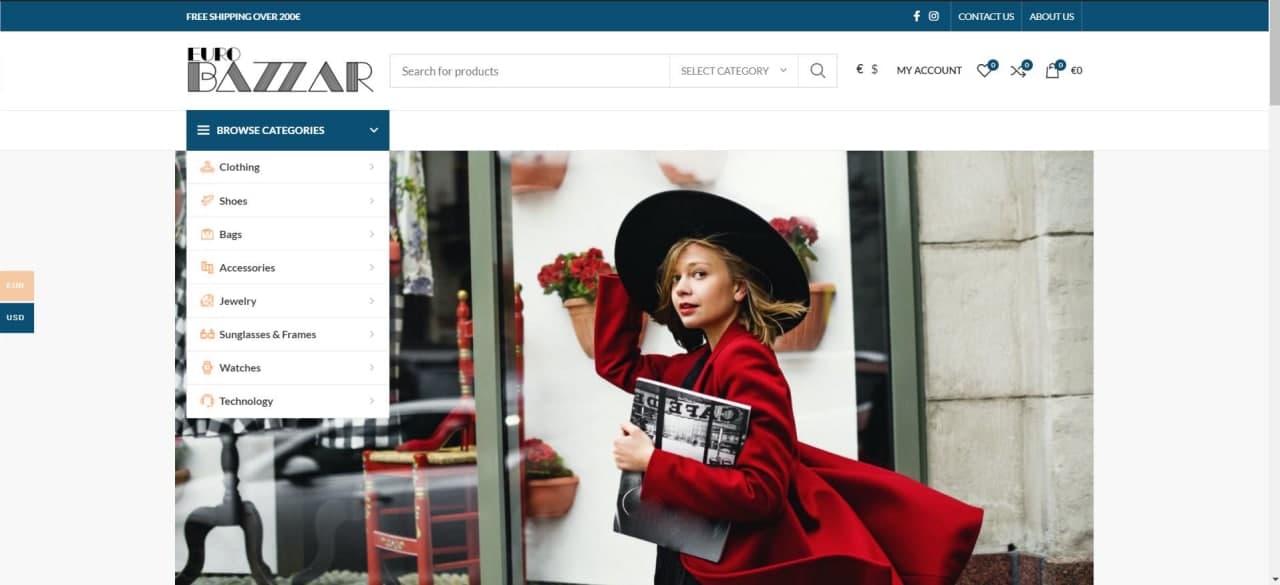 FREE SHIPPING OVER 200€
CONTACT US
ABOUT US
EURO
BAZZAR
Search for products
SELECT CATEGORY
€ $
MY ACCOUNT
0
0
0
€0
BROWSE CATEGORIES
Clothing
Shoes
Bags
Accessories
Jewelry
Sunglasses & Frames
Watches
Technology
EUR
USD